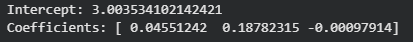 Intercept: 3.003534102142421
Coefficients: [ 0.04551242  0.18782315 -0.00097914]